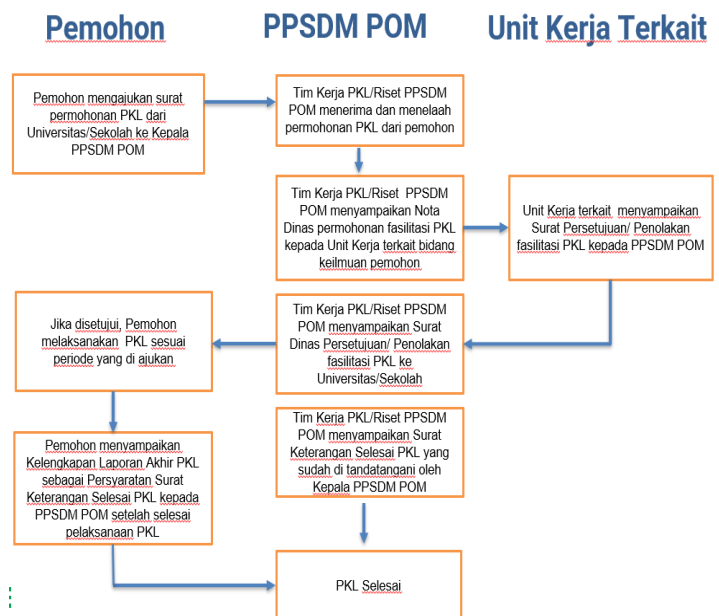 Pemohon
PPSDM POM
Unit Kerja Terkait
Pemohon mengajukan surat
permohonan PKL dari
Universitas/Sekolah ke Kepala
PPSDM POM
Tim Kerja PKL/Riset PPSDM
POM menerima dan menelaah
permohonan PKL dari pemohon
Tim Kerja PKL/Riset PPSDM
POM menyampaikan Nota
Dinas permohonan fasilitasi PKL
kepada Unit Kerja terkait bidang
keilmuan pemohon
Unit Kerja terkait menyampaikan
Surat Persetujuan/ Penolakan
fasilitasi PKL kepada PPSDM POM
Tim Kerja PKL/Riset PPSDM
POM menyampaikan Surat
Dinas Persetujuan/ Penolakan
fasilitasi PKL ke
Universitas/Sekolah
Jika disetujui, Pemohon
melaksanakan PKL sesuai
periode yang di ajukan
Pemohon menyampaikan
Kelengkapan Laporan Akhir PKL
sebagai Persyaratan Surat
Keterangan Selesai PKL kepada
PPSDM POM setelah selesai
pelaksanaan PKL
Tim Kerja PKL/Riset PPSDM
POM menyampaikan Surat
Keterangan Selesai PKL yang
sudah di tandatangani oleh
Kepala PPSDM POM
PKL Selesai